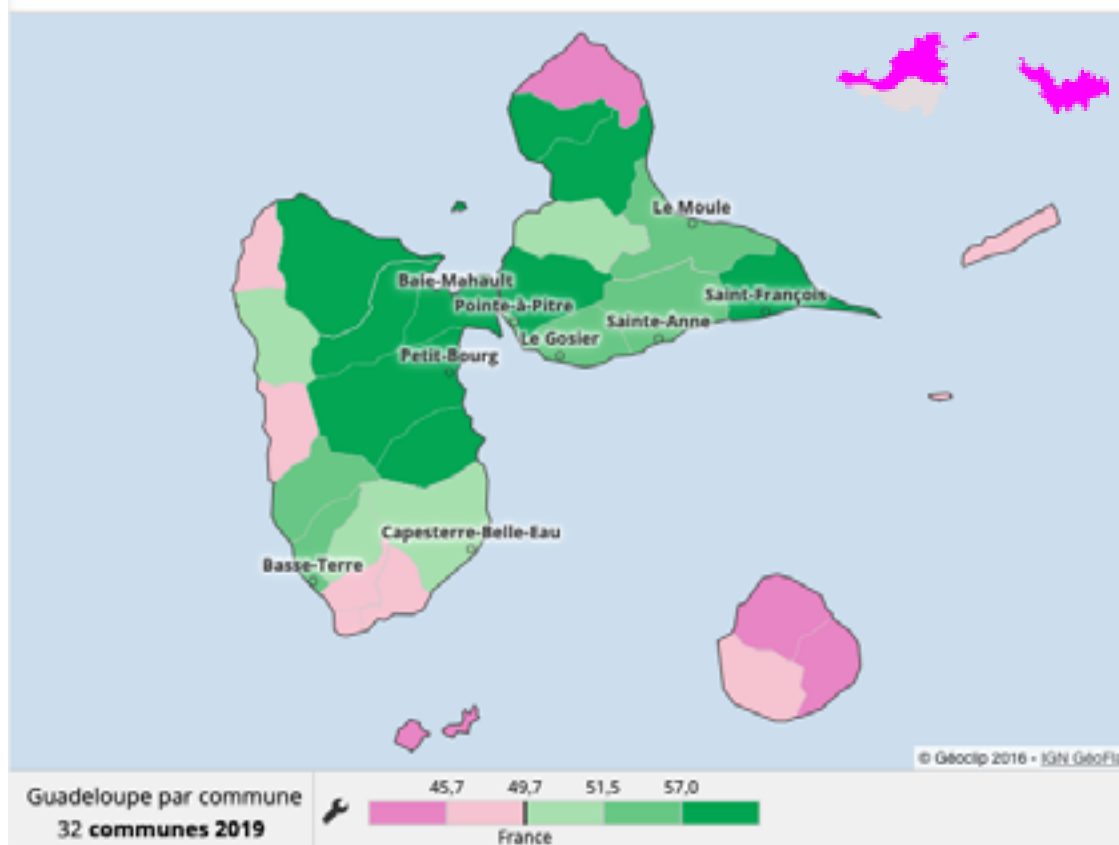 Le Moule
Baie-Mahault
Pointe-à-Pitre
Saint-François
Sainte-Anne
Le Gosier
Petit-Bourg
Capesterre-Belle-Eau
Basse-Terre
© Géoclip 2016 - IGN GéoFla
Guadeloupe par commune
32 communes 2019
45,7 49,7 51,5 57,0
France